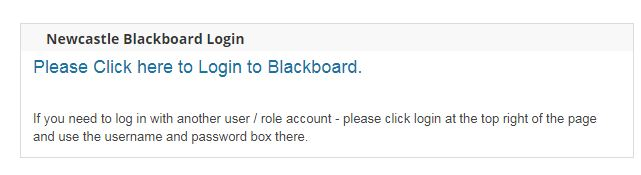 Newcastle Blackboard Login
Please Click here to Login to Blackboard.
If you need to log in with another user / role account - please click login at the top right of the page
and use the username and password box there.